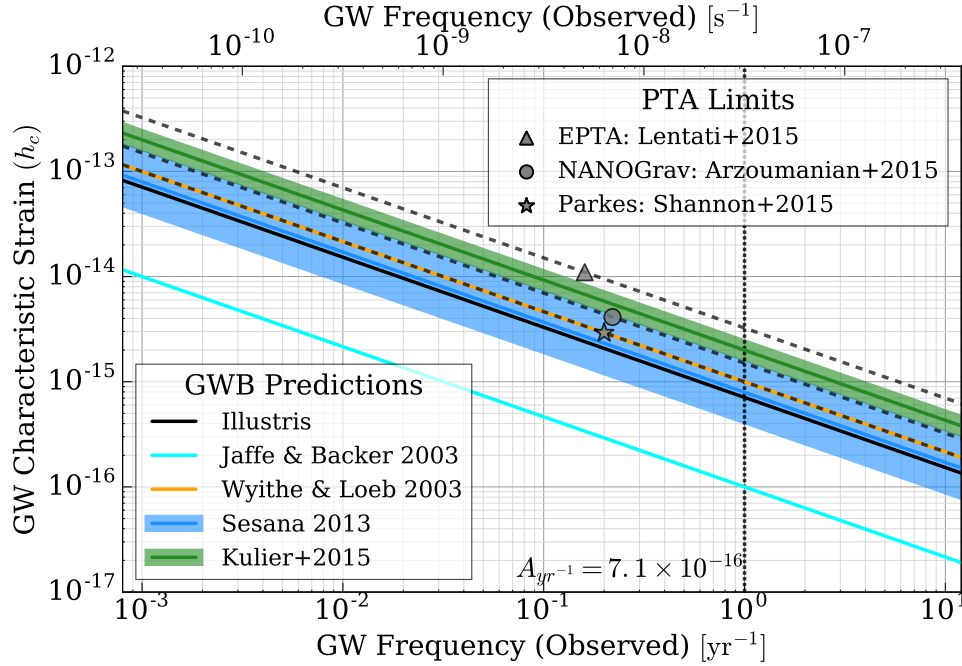 GW Frequency (Observed) [s⁻¹]
10⁻¹⁰ 10⁻⁹ 10⁻⁸ 10⁻⁷
GW Characteristic Strain (h_c)
10⁻¹²
10⁻¹³
10⁻¹⁴
10⁻¹⁵
10⁻¹⁶
10⁻¹⁷
PTA Limits
EPTA: Lentati+2015
NANOGrav: Arzoumanian+2015
Parkes: Shannon+2015
GWB Predictions
Illustris
Jaffe & Backer 2003
Wyithe & Loeb 2003
Sesana 2013
Kulier+2015
A_{yr⁻¹} = 7.1 × 10⁻¹⁶
10⁻³ 10⁻² 10⁻¹ 10⁰ 10¹
GW Frequency (Observed) [yr⁻¹]